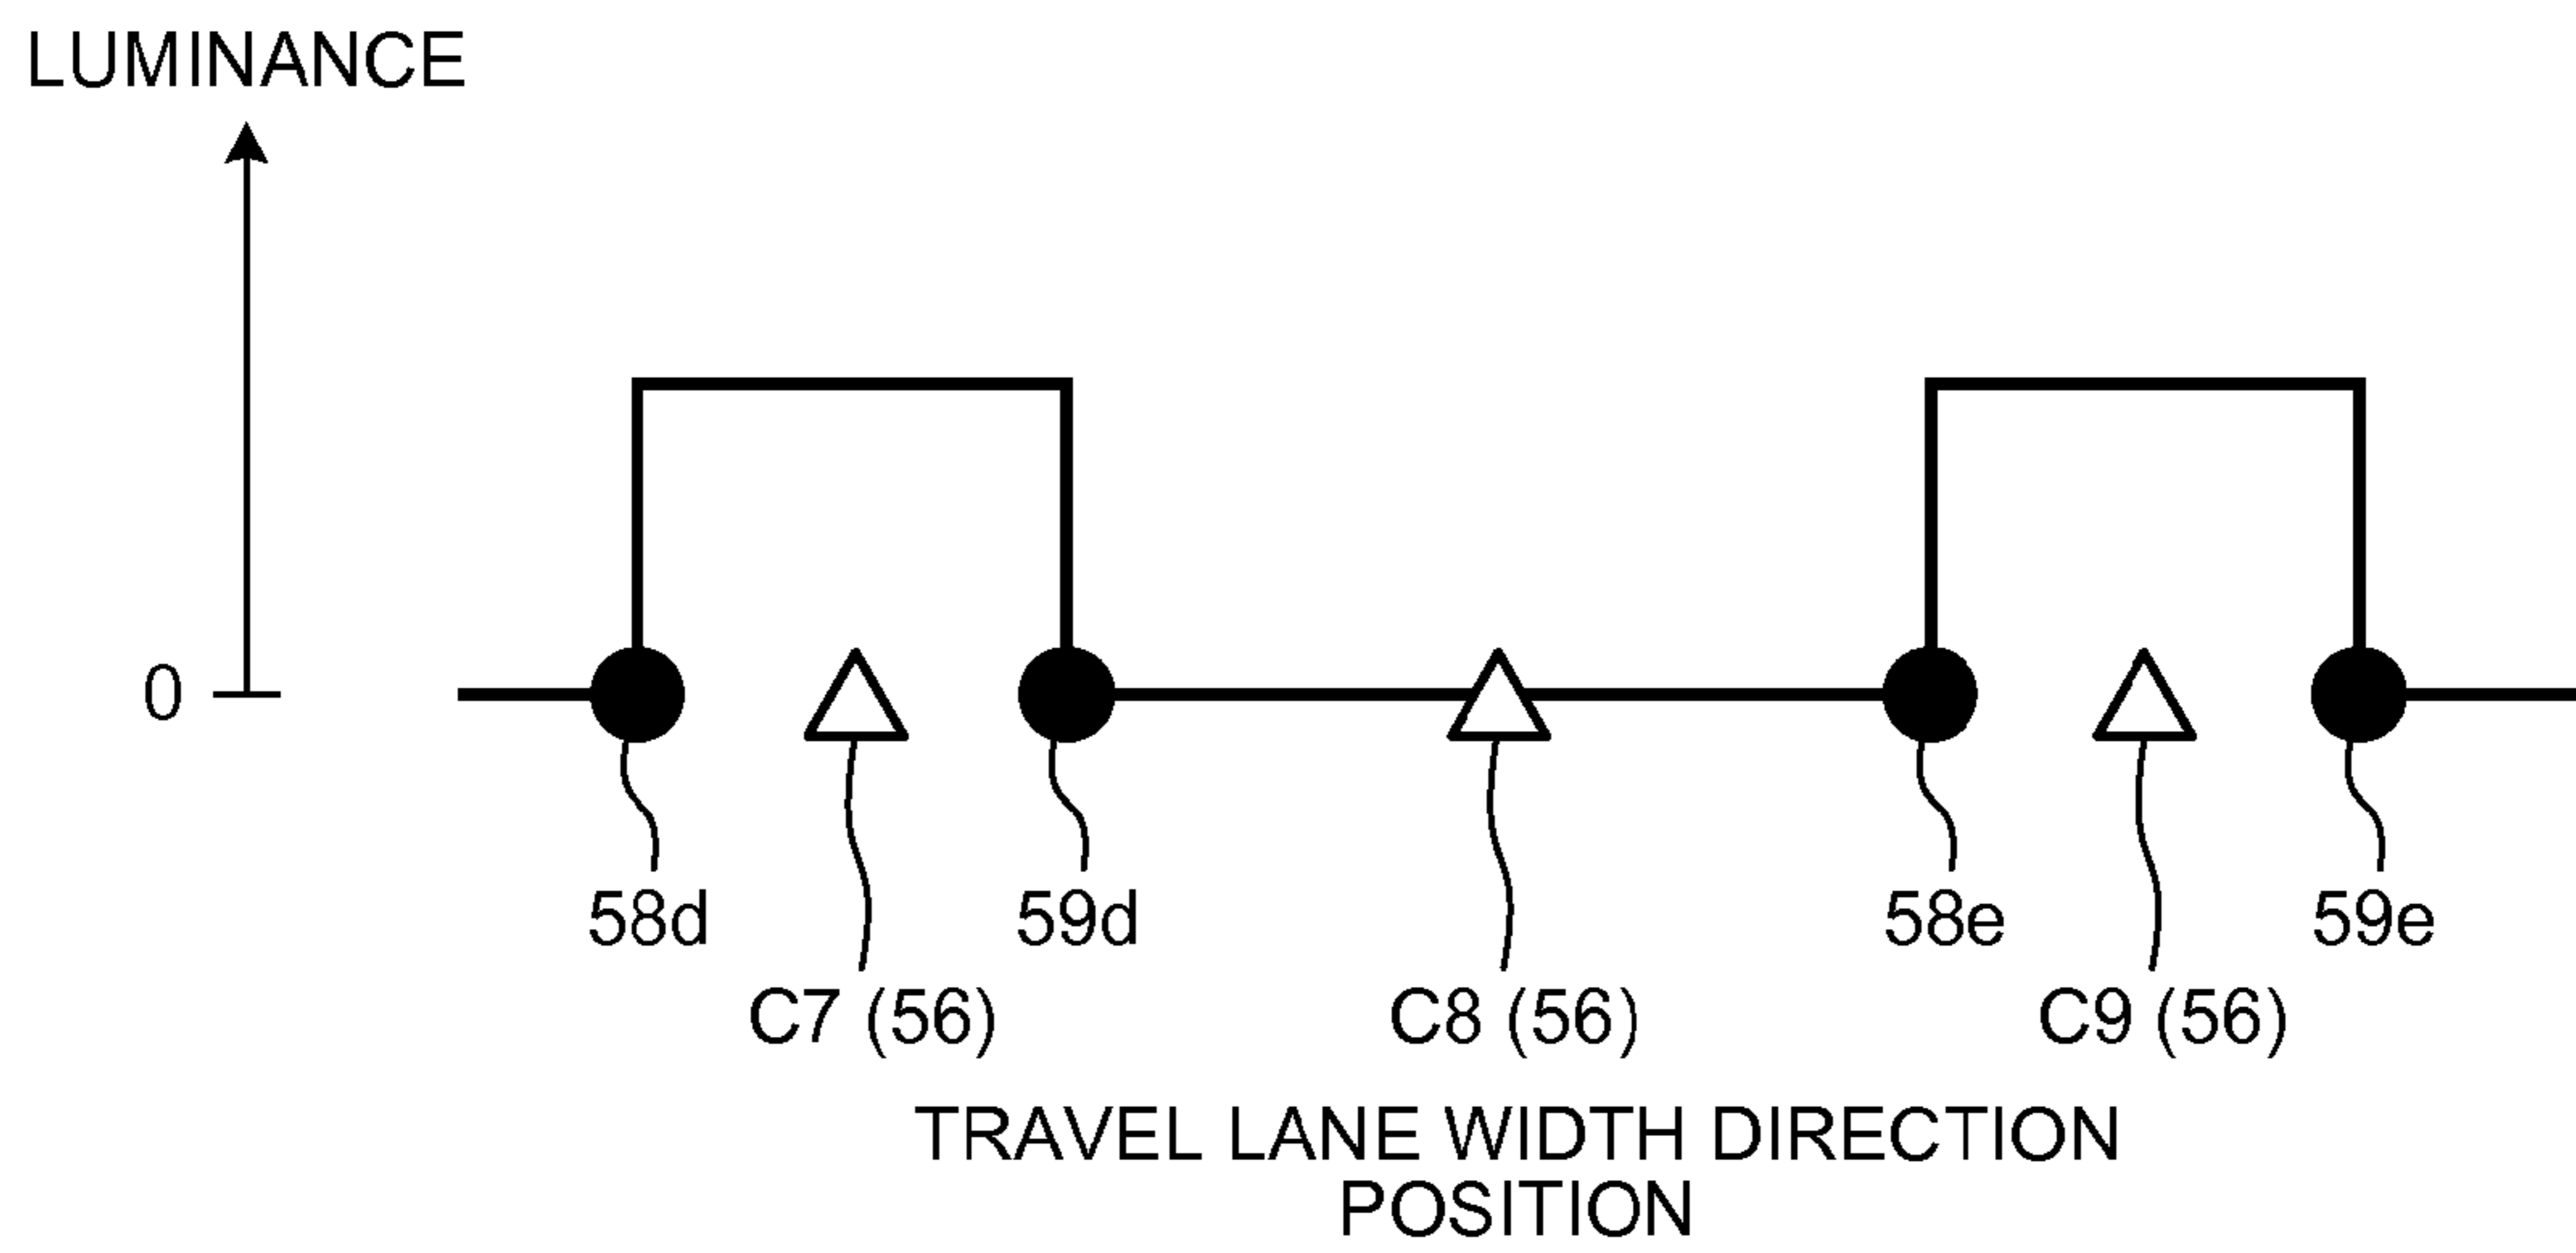 LUMINANCE
0
58d
59d
58e
59e
C7 (56)
C8 (56)
C9 (56)
TRAVEL LANE WIDTH DIRECTION
POSITION